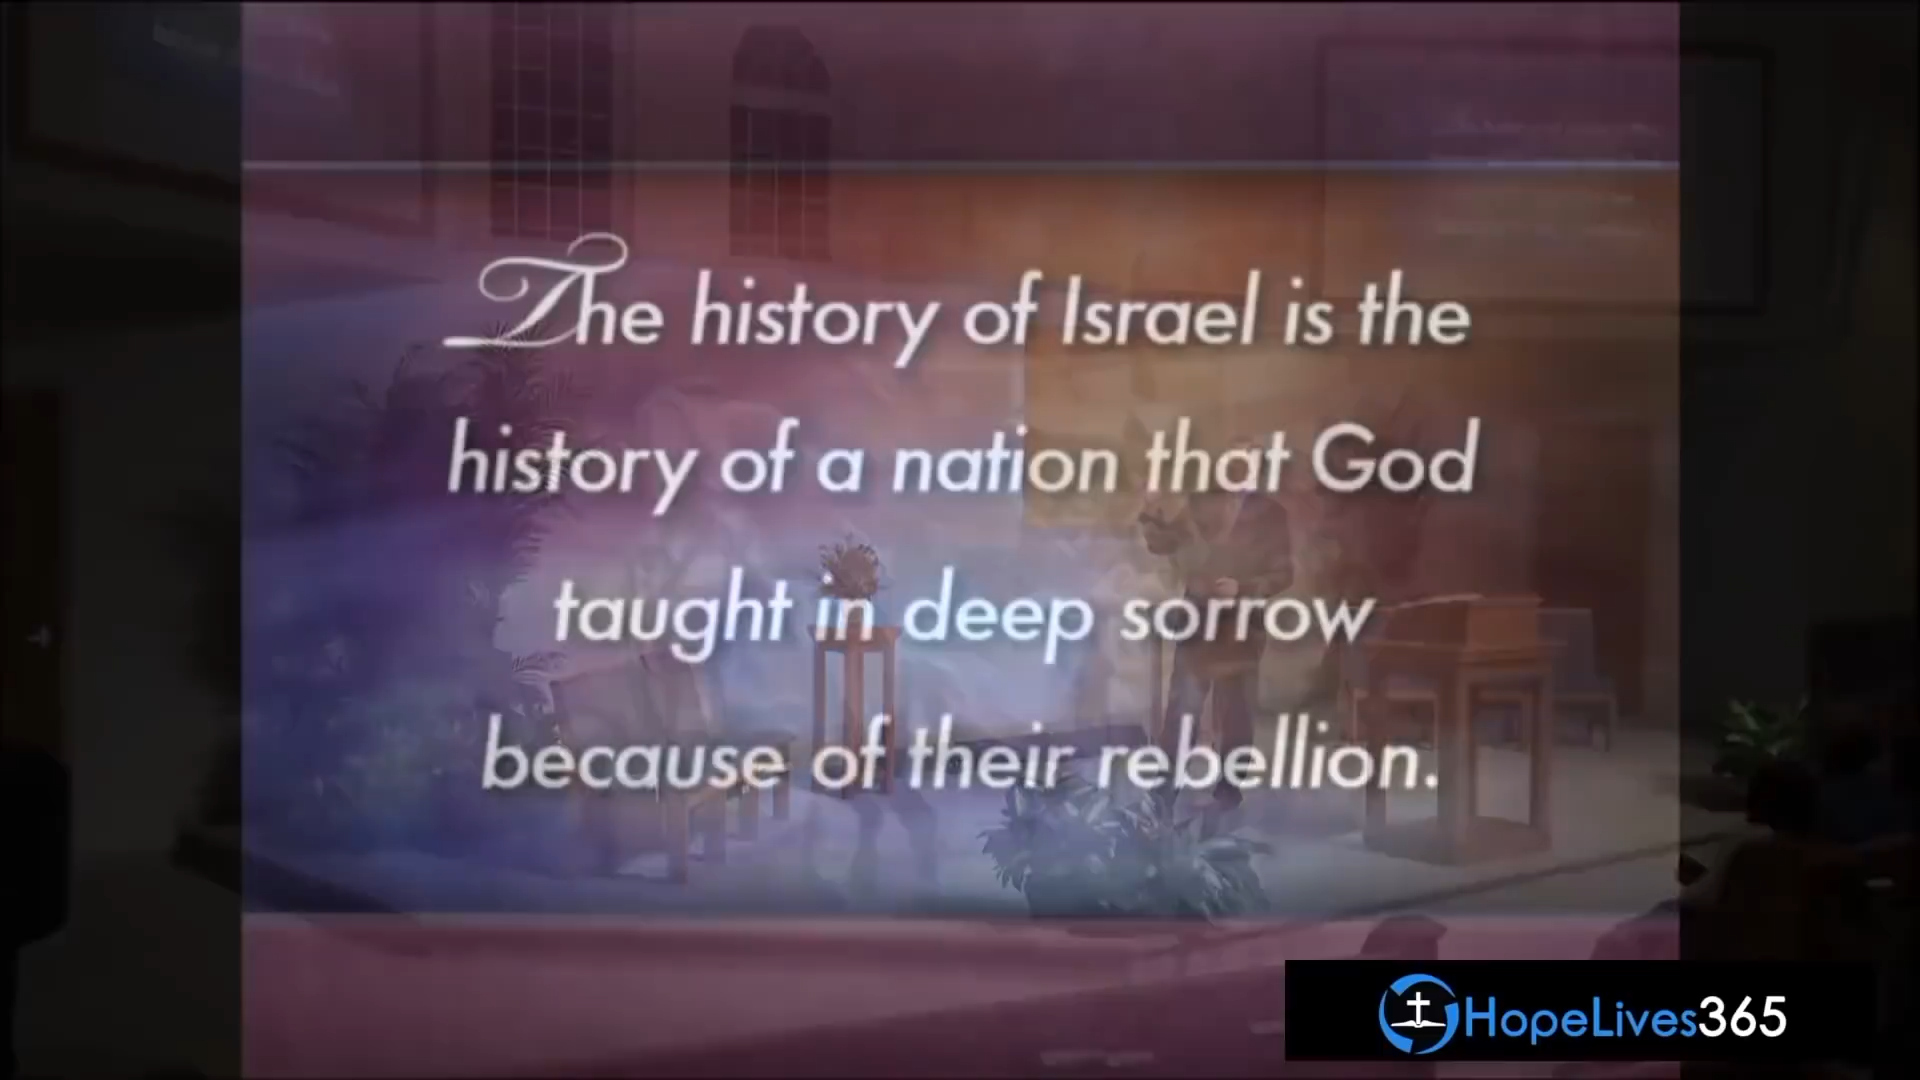 The history of Israel is the
history of a nation that God
taught in deep sorrow
because of their rebellion.
HopeLives365